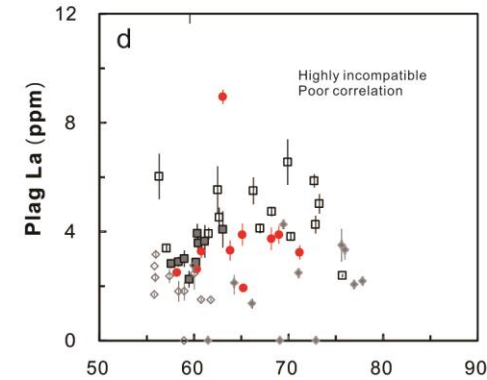 12
d
Highly incompatible
Poor correlation
8
Plag La (ppm)
4
0
50 60 70 80 90